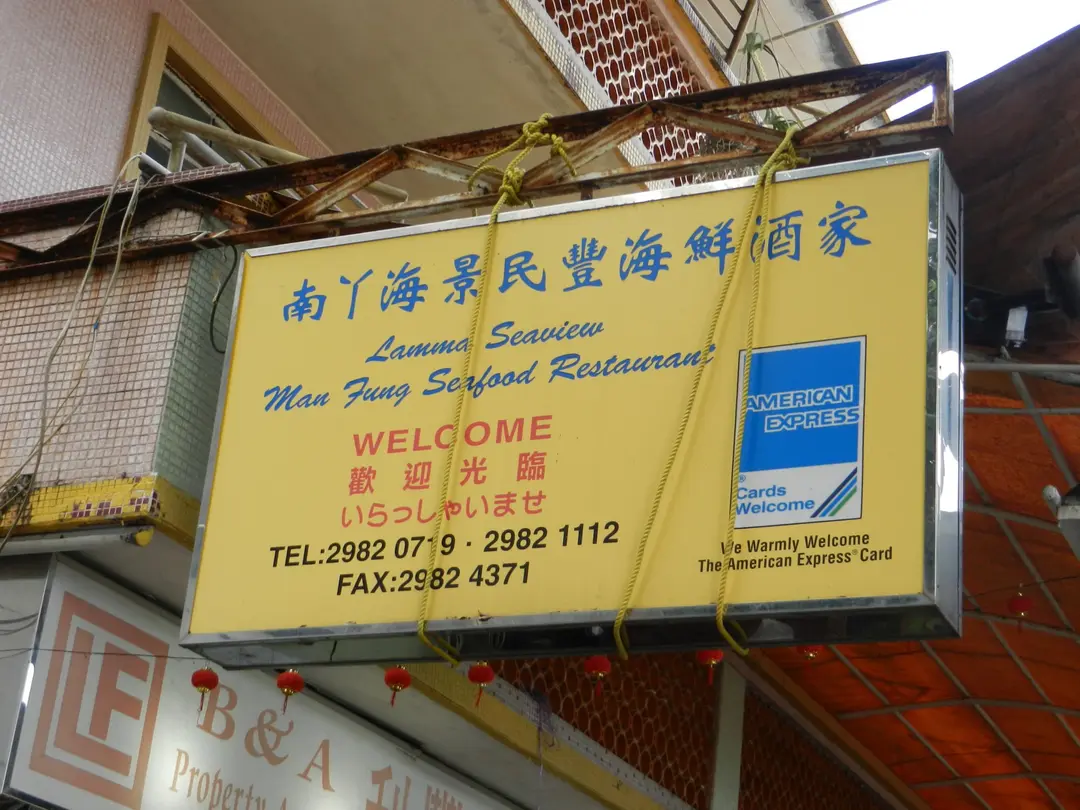 南丫海景民豐海鮮酒家
Lamma Seaview
Man Fung Seafood Restaurant
WELCOME
歡迎光臨
いらっしゃいませ
TEL:2982 0719 · 2982 1112
FAX:2982 4371
AMERICAN
EXPRESS
®
Cards
Welcome
We Warmly Welcome
The American Express® Card
LF
B & A
Property